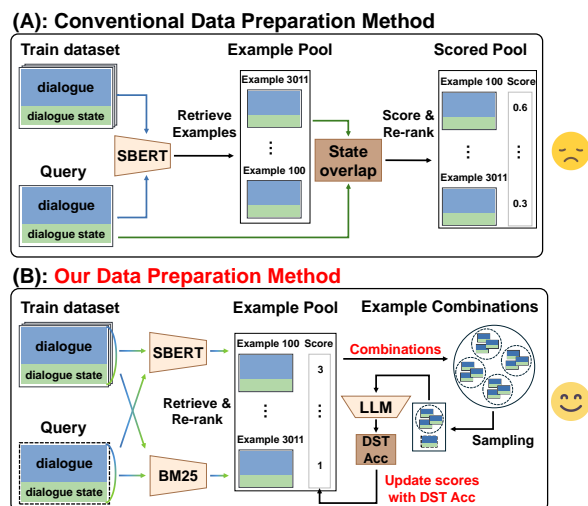 (A): Conventional Data Preparation Method
Train dataset
Example Pool
Scored Pool
dialogue
dialogue state
SBERT
Retrieve
Examples
Example 3011
⋮
Example 100
State
overlap
Score &
Re-rank
Example 100 Score
0.6
⋮ ⋮
Example 3011
0.3
Query
dialogue
dialogue state
(B): Our Data Preparation Method
Train dataset
Example Pool
Example Combinations
dialogue
dialogue state
SBERT
Retrieve &
Re-rank
BM25
Example 100 Score
3
⋮ ⋮
Example 3011
1
Query
dialogue
dialogue state
Combinations
LLM
DST
Acc
Sampling
Update scores
with DST Acc